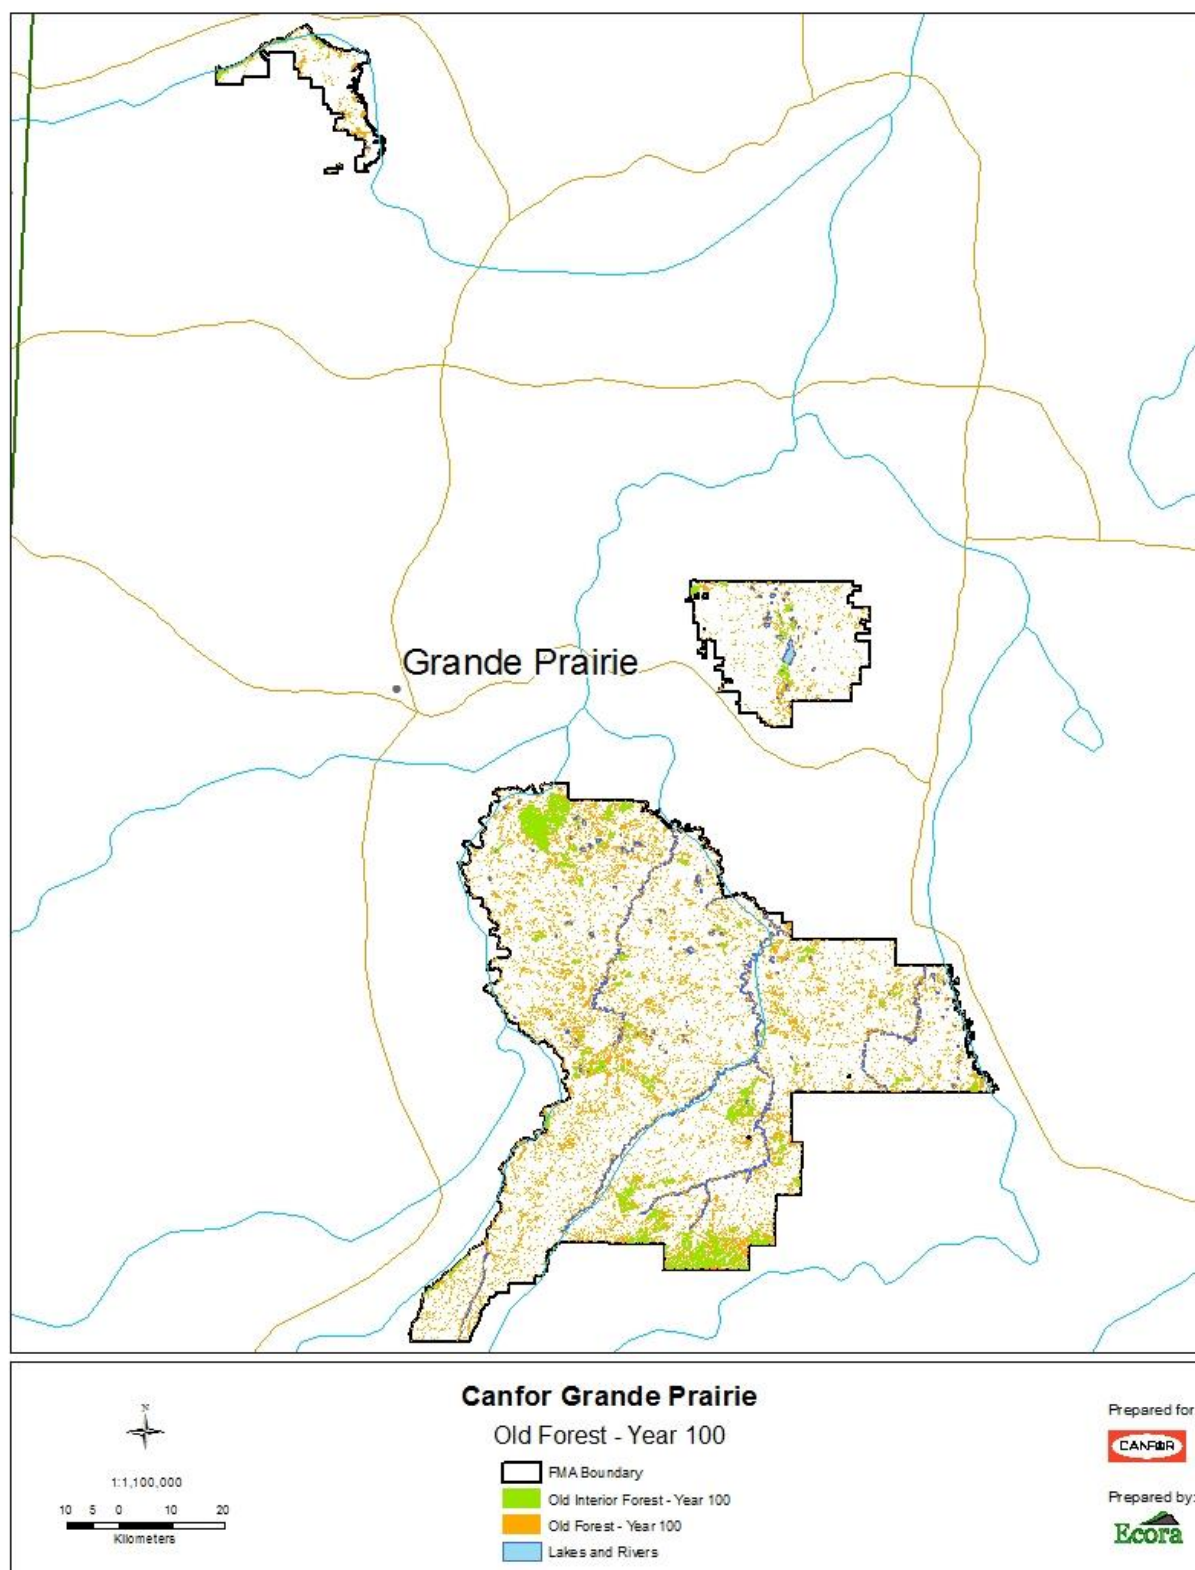 Grande Prairie
Canfor Grande Prairie
Old Forest - Year 100
FMA Boundary
Old Interior Forest - Year 100
Old Forest - Year 100
Lakes and Rivers
N
1:1,100,000
10 5 0 10 20
Kilometers
Prepared for
CANFOR
Prepared by:
Ecora